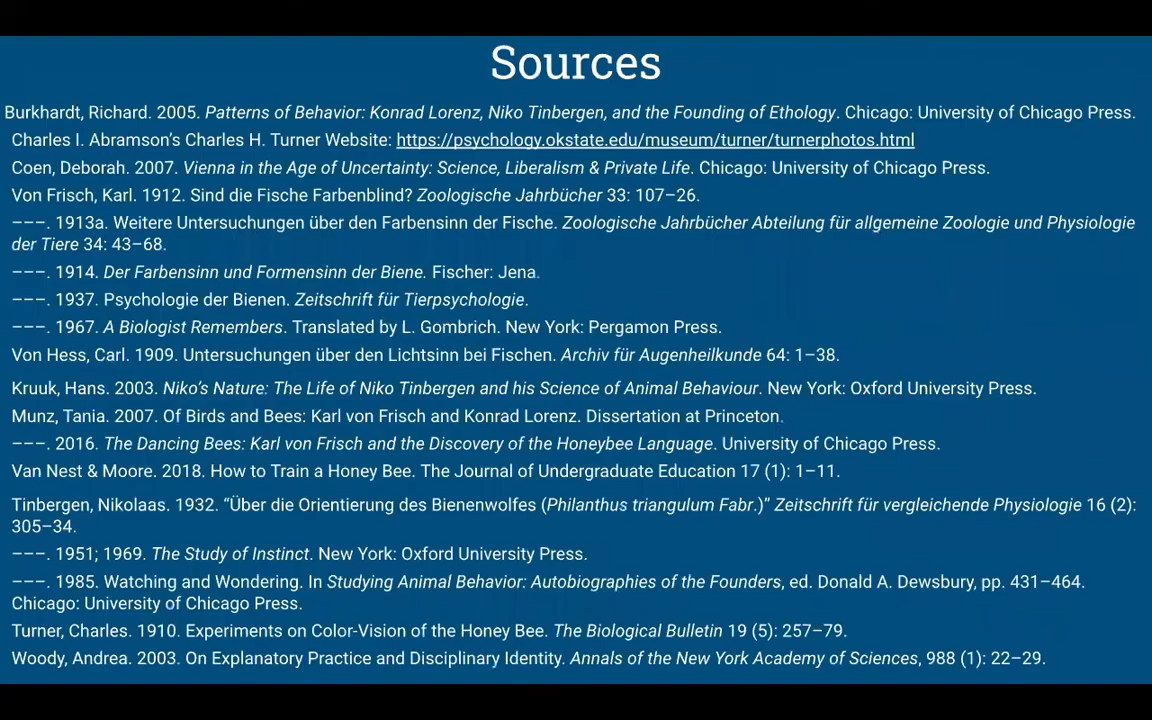 Sources
Burkhardt, Richard. 2005. Patterns of Behavior: Konrad Lorenz, Niko Tinbergen, and the Founding of Ethology. Chicago: University of Chicago Press.
Charles I. Abramson’s Charles H. Turner Website: https://psychology.okstate.edu/museum/turner/turnerphotos.html
Coen, Deborah. 2007. Vienna in the Age of Uncertainty: Science, Liberalism & Private Life. Chicago: University of Chicago Press.
Von Frisch, Karl. 1912. Sind die Fische Farbenblind? Zoologische Jahrbücher 33: 107–26.
–––. 1913a. Weitere Untersuchungen über den Farbensinn der Fische. Zoologische Jahrbücher Abteilung für allgemeine Zoologie und Physiologie
der Tiere 34: 43–68.
–––. 1914. Der Farbensinn und Formensinn der Biene. Fischer: Jena.
–––. 1937. Psychologie der Bienen. Zeitschrift für Tierpsychologie.
–––. 1967. A Biologist Remembers. Translated by L. Gombrich. New York: Pergamon Press.
Von Hess, Carl. 1909. Untersuchungen über den Lichtsinn bei Fischen. Archiv für Augenheilkunde 64: 1–38.
Kruuk, Hans. 2003. Niko’s Nature: The Life of Niko Tinbergen and his Science of Animal Behaviour. New York: Oxford University Press.
Munz, Tania. 2007. Of Birds and Bees: Karl von Frisch and Konrad Lorenz. Dissertation at Princeton.
–––. 2016. The Dancing Bees: Karl von Frisch and the Discovery of the Honeybee Language. University of Chicago Press.
Van Nest & Moore. 2018. How to Train a Honey Bee. The Journal of Undergraduate Education 17 (1): 1–11.
Tinbergen, Nikolaas. 1932. “Über die Orientierung des Bienenwolfes (Philanthus triangulum Fabr.)” Zeitschrift für vergleichende Physiologie 16 (2):
305–34.
–––. 1951; 1969. The Study of Instinct. New York: Oxford University Press.
–––. 1985. Watching and Wondering. In Studying Animal Behavior: Autobiographies of the Founders, ed. Donald A. Dewsbury, pp. 431–464.
Chicago: University of Chicago Press.
Turner, Charles. 1910. Experiments on Color-Vision of the Honey Bee. The Biological Bulletin 19 (5): 257–79.
Woody, Andrea. 2003. On Explanatory Practice and Disciplinary Identity. Annals of the New York Academy of Sciences, 988 (1): 22–29.